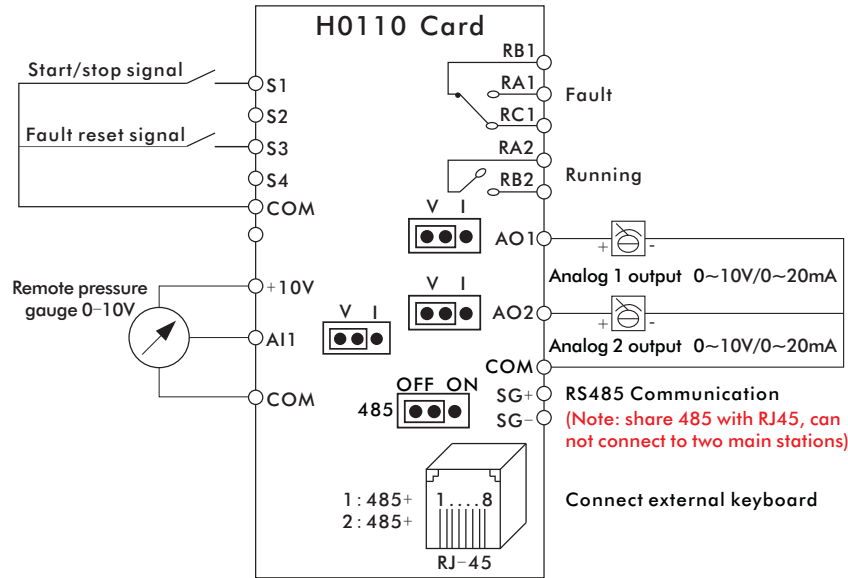 H0110 Card
Start/stop signal
S1
S2
Fault reset signal
S3
S4
COM
Remote pressure
gauge 0-10V
+10V
AI1
COM
V I
RB1
RA1
RC1
Fault
RA2
RB2
Running
V I
AO1
+ -
Analog 1 output 0~10V/0~20mA
V I
AO2
+ -
Analog 2 output 0~10V/0~20mA
COM
OFF ON
485
SG+
SG-
RS485 Communication
(Note: share 485 with RJ45, can
not connect to two main stations)
1:485+
2:485+
1....8
RJ-45
Connect external keyboard